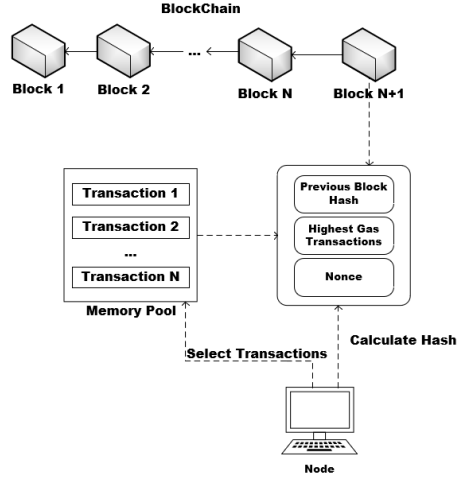 BlockChain
...
Block 1
Block 2
Block N
Block N+1
Transaction 1
Transaction 2
...
Transaction N
Memory Pool
Previous Block
Hash
Highest Gas
Transactions
Nonce
Select Transactions
Calculate Hash
Node